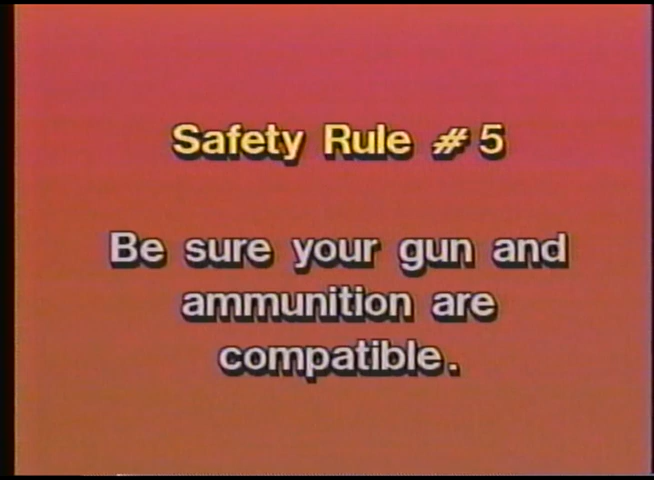 Safety Rule # 5
Be sure your gun and
ammunition are
compatible.